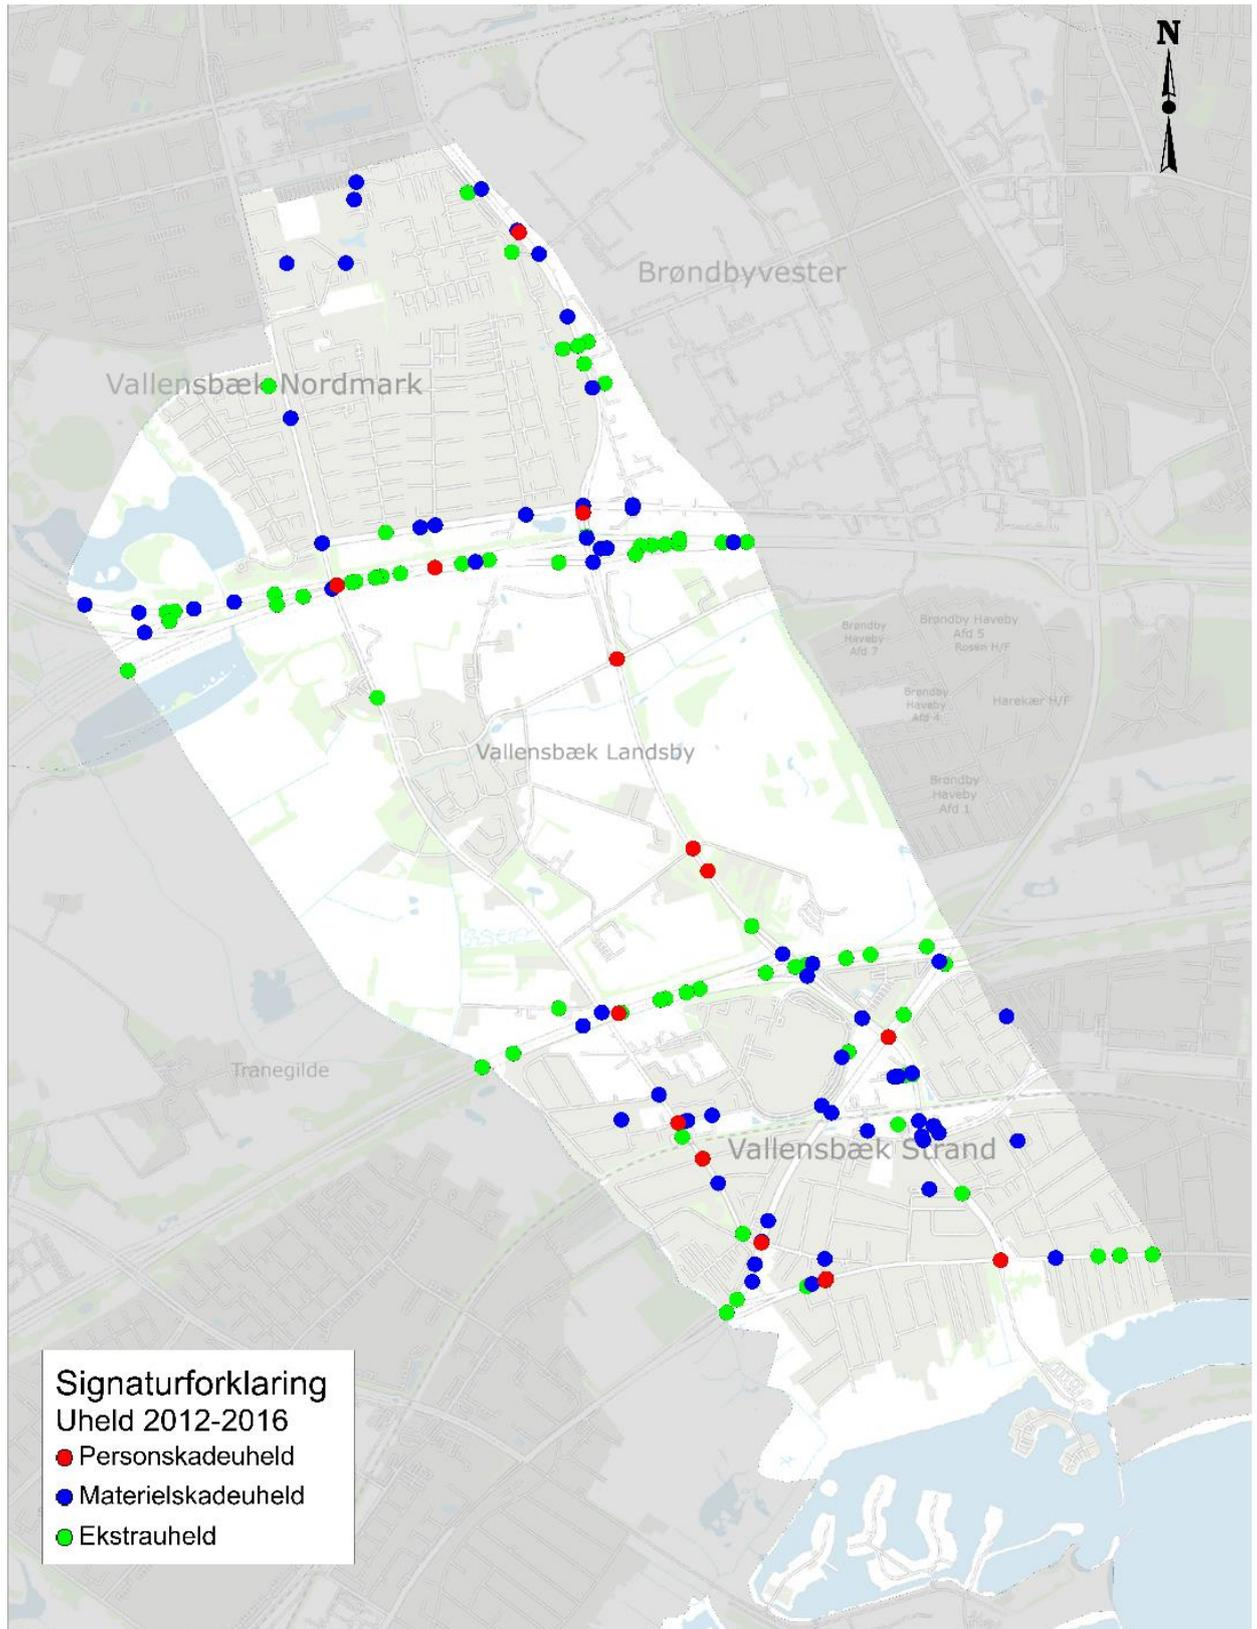 N
Brøndbyvester
Vallensbæk Nordmark
Brøndby
Haveby
Afd 7
Brøndby Haveby
Afd 5
Rosen H/F
Brøndby
Haveby
Afd 4
Harekær H/F
Vallensbæk Landsby
Brøndby
Haveby
Afd 1
Tranegilde
Vallensbæk Strand
Signaturforklaring
Uheld 2012-2016
Personskadeuheld
Materielskadeuheld
Ekstrauheld